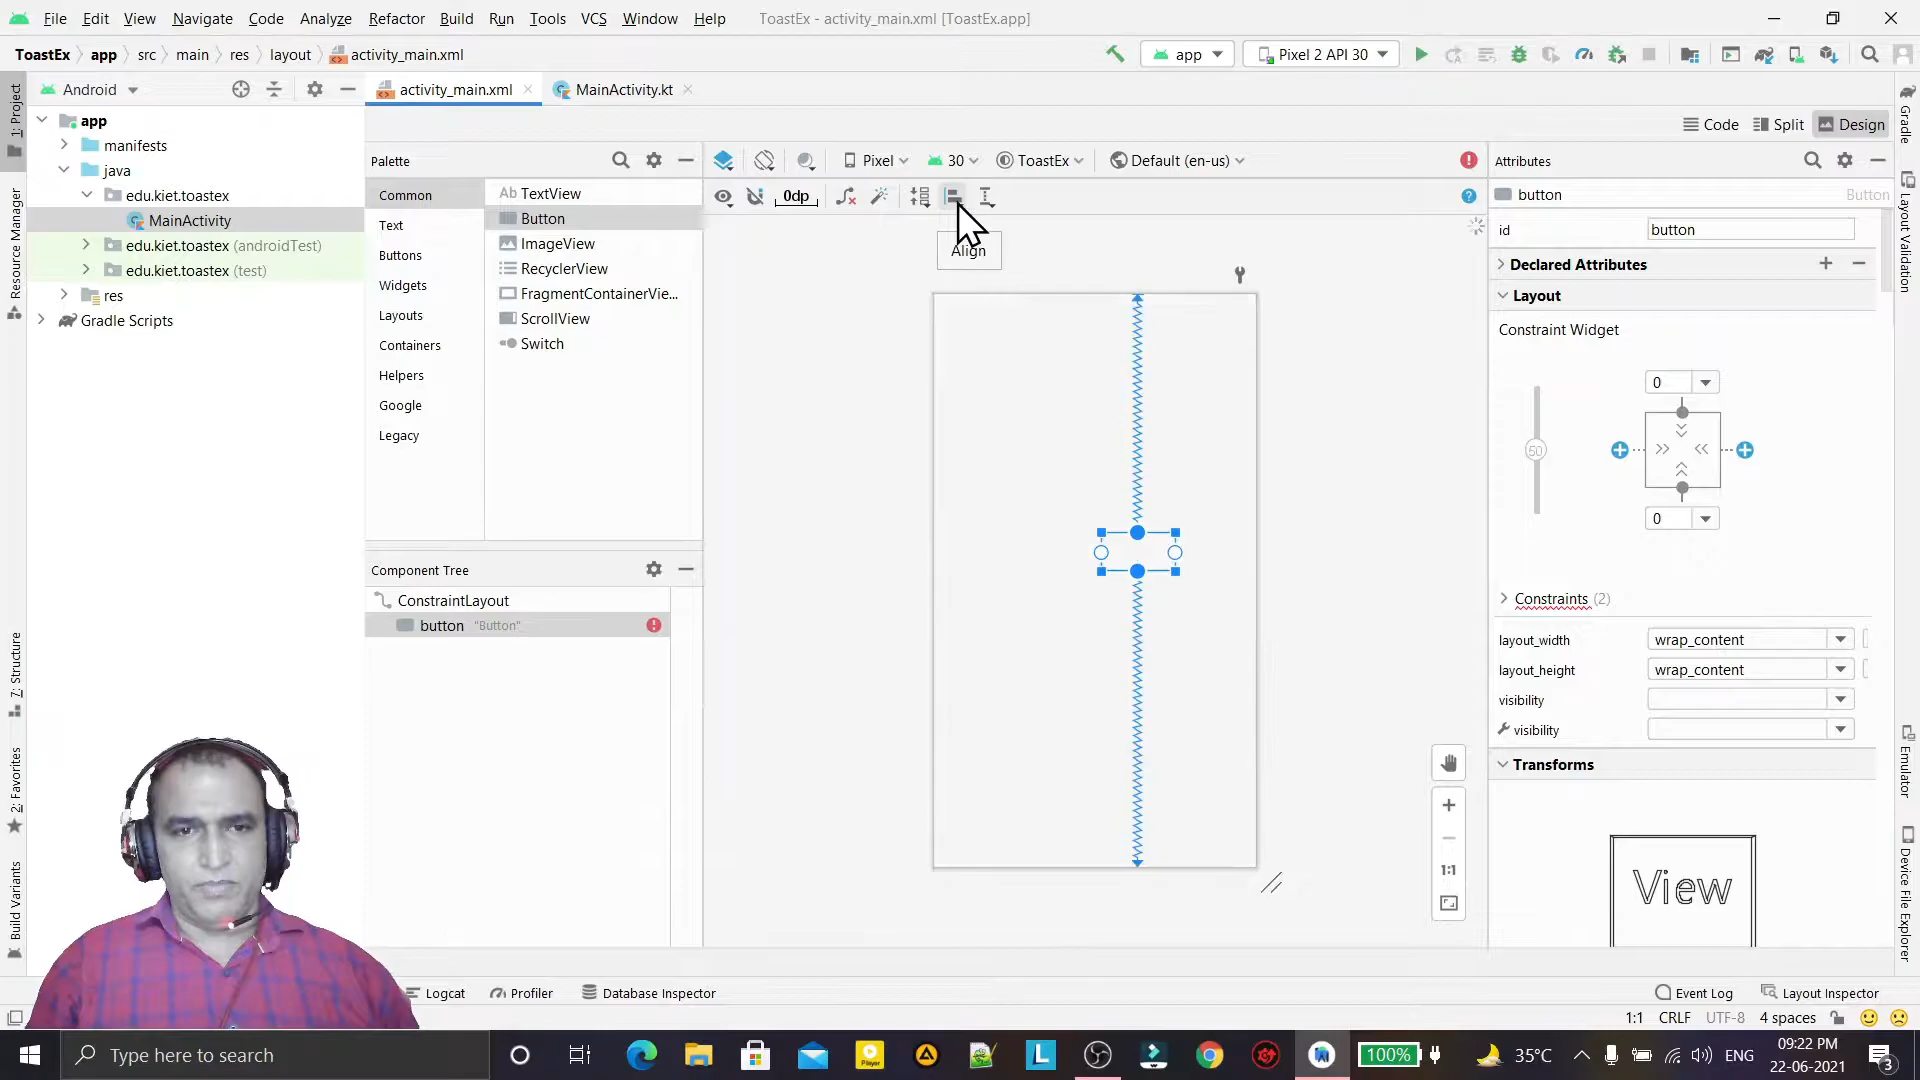 File Edit View Navigate Code Analyze Refactor Build Run Tools VCS Window Help ToastEx - activity_main.xml [ToastEx.app]
ToastEx app src main res layout activity_main.xml
app Pixel 2 API 30
Android
activity_main.xml MainActivity.kt
Code Split Design
1: Project
Resource Manager
7: Structure
2: Favorites
Build Variants
app
manifests
java
edu.kiet.toastex
MainActivity
edu.kiet.toastex (androidTest)
edu.kiet.toastex (test)
res
Gradle Scripts
Palette
Common
Text
Buttons
Widgets
Layouts
Containers
Helpers
Google
Legacy
Ab TextView
Button
ImageView
RecyclerView
FragmentContainerVie...
ScrollView
Switch
Component Tree
ConstraintLayout
button "Button"
Pixel 30 ToastEx Default (en-us)
0dp
Align
1:1
Attributes
button Button
id button
Declared Attributes
Layout
Constraint Widget
0
50
0
Constraints (2)
layout_width wrap_content
layout_height wrap_content
visibility
visibility
Transforms
View
Gradle
Layout Validation
Emulator
Device File Explorer
Logcat Profiler Database Inspector Event Log Layout Inspector
1:1 CRLF UTF-8 4 spaces
Type here to search
Player
L
100% 35°C ENG
09:22 PM
22-06-2021
3